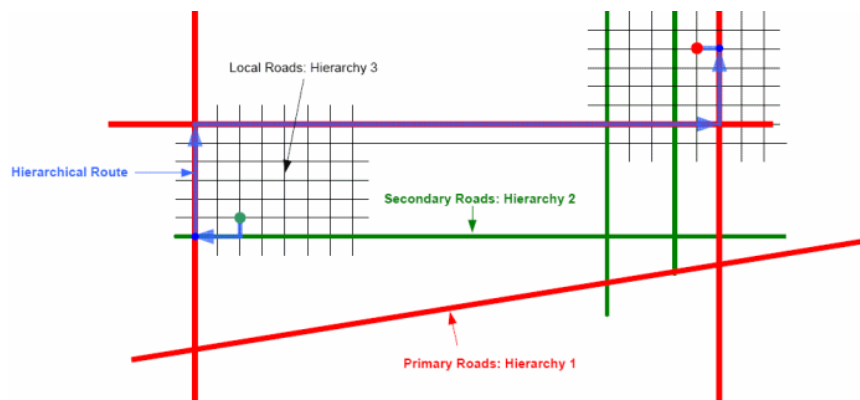 Local Roads: Hierarchy 3
Hierarchical Route
Secondary Roads: Hierarchy 2
Primary Roads: Hierarchy 1